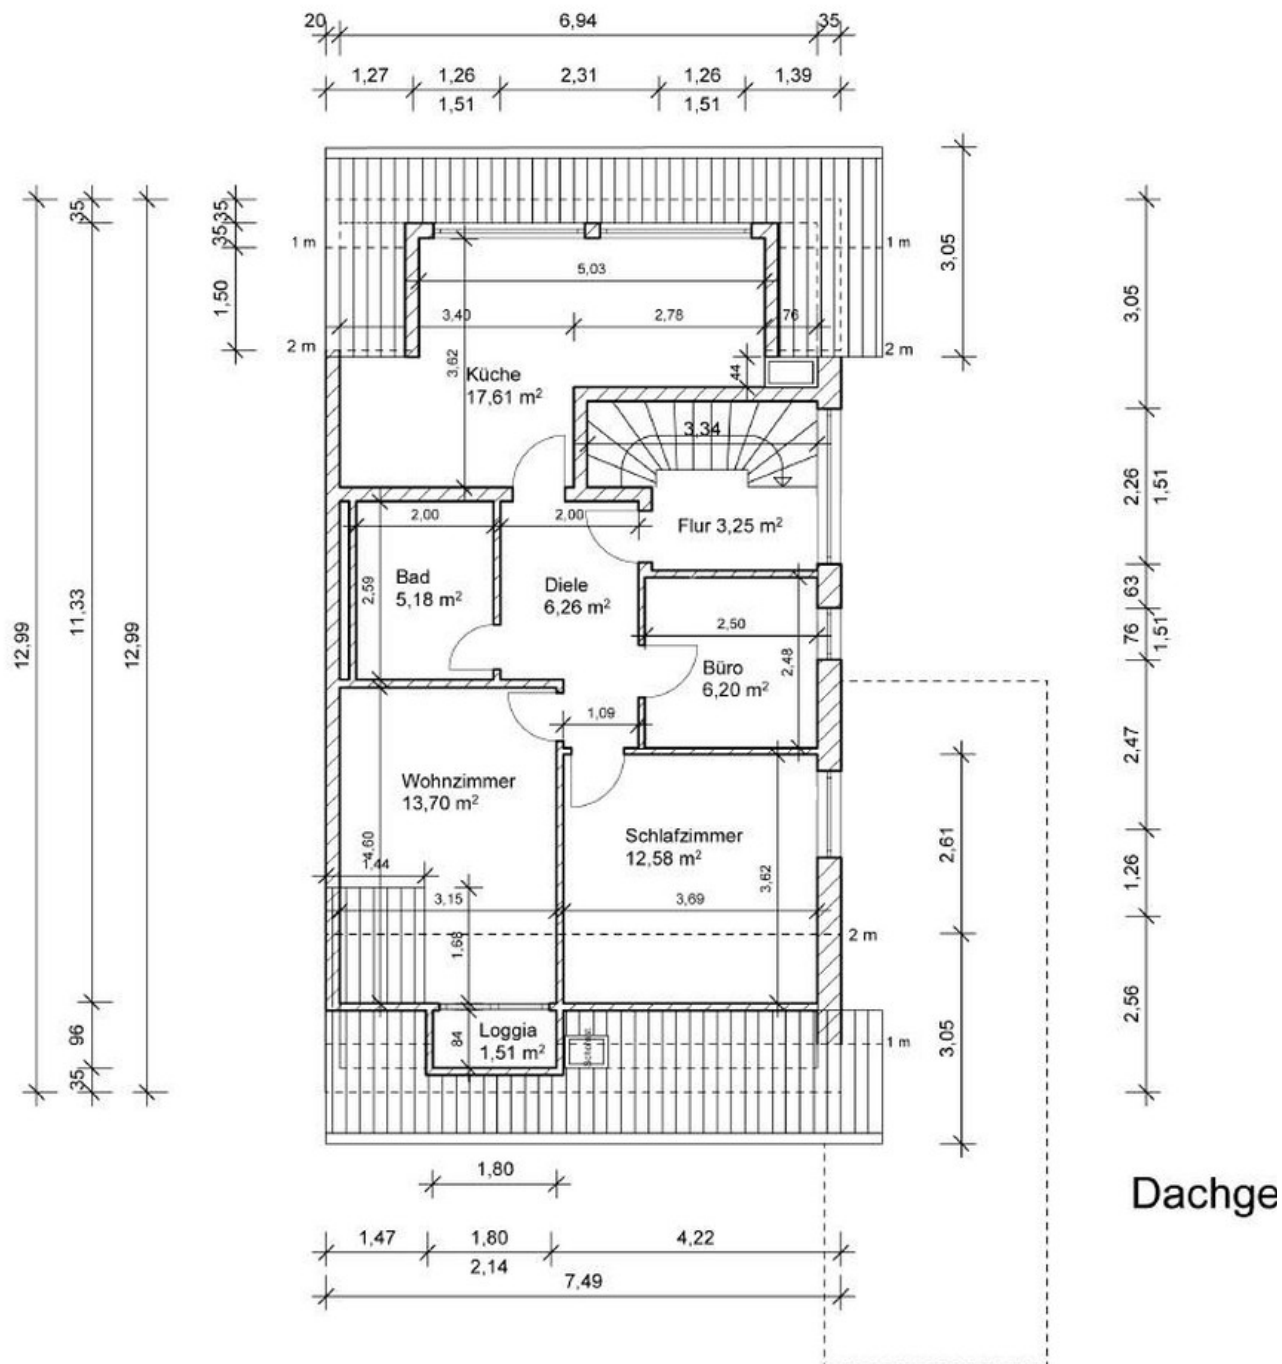 20 6,94 35
1,27 1,26 2,31 1,26 1,39
1,51 1,51
35
35
35
1 m
1 m
3,05
12,99
11,33
12,99
1,50
2 m
2 m
3,05
5,03
3,40 2,78 76
3,62
44
Küche
17,61 m²
3,34
2,26
1,51
2,00 2,00
Flur 3,25 m²
Bad
5,18 m²
2,59
Diele
6,26 m²
63
76
1,51
2,50
Büro
6,20 m²
2,48
1,09
2,47
Wohnzimmer
13,70 m²
4,60
1,44
Schlafzimmer
12,58 m²
3,62
2,61
1,26
3,15 3,69
1,68
2 m
2,56
Loggia
1,51 m²
84
1 m
3,05
96
35
1,80
Dachge
1,47 1,80 4,22
2,14
7,49